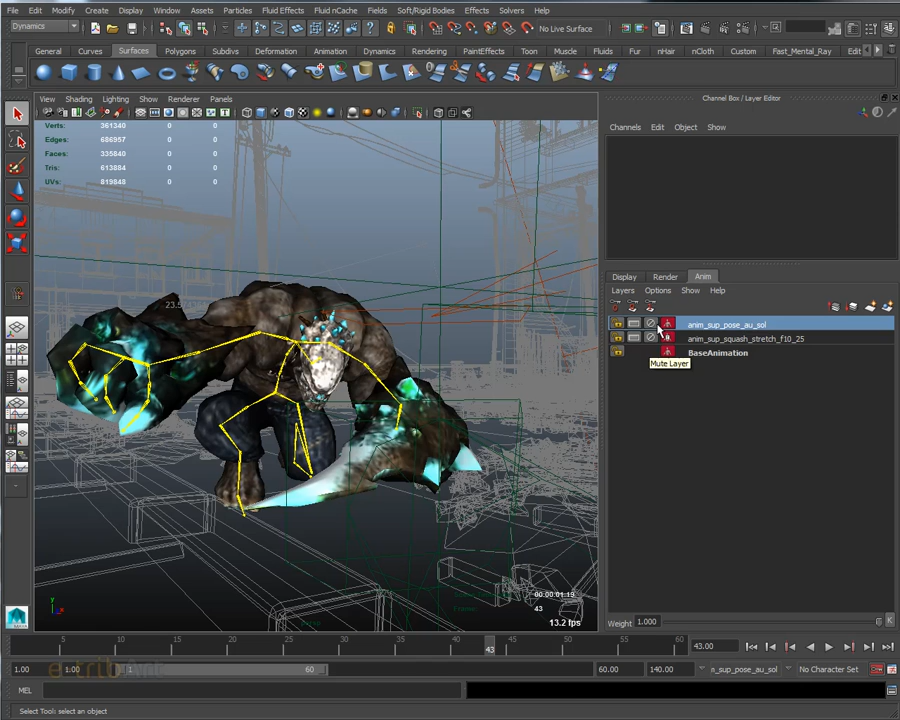 File Edit Modify Create Display Window Assets Particles Fluid Effects Fluid nCache Fields Soft/Rigid Bodies Effects Solvers Help
Dynamics No Live Surface
General Curves Surfaces Polygons Subdivs Deformation Animation Dynamics Rendering PaintEffects Toon Muscle Fluids Fur nHair nCloth Custom Fast_Mental_Ray Edit
View Shading Lighting Show Renderer Panels
Channel Box / Layer Editor
Verts: 361340 0 0
Edges: 686957 0 0
Faces: 335840 0 0
Tris: 613884 0 0
UVs: 819848 0 0
Channels Edit Object Show
Display Render Anim
Layers Options Show Help
anim_sup_pose_au_sol
anim_sup_squash_stretch_f10_25
BaseAnimation
Mute Layer
00:00:01:19
Frame: 43
13.2 fps
persp
y
x
Weight 1.000 K
5 10 15 20 25 30 35 40 43 45 50 55 60 43.00
1.00 1.00 1 60 60.00 140.00 m_sup_pose_au_sol No Character Set
MEL
Select Tool: select an object